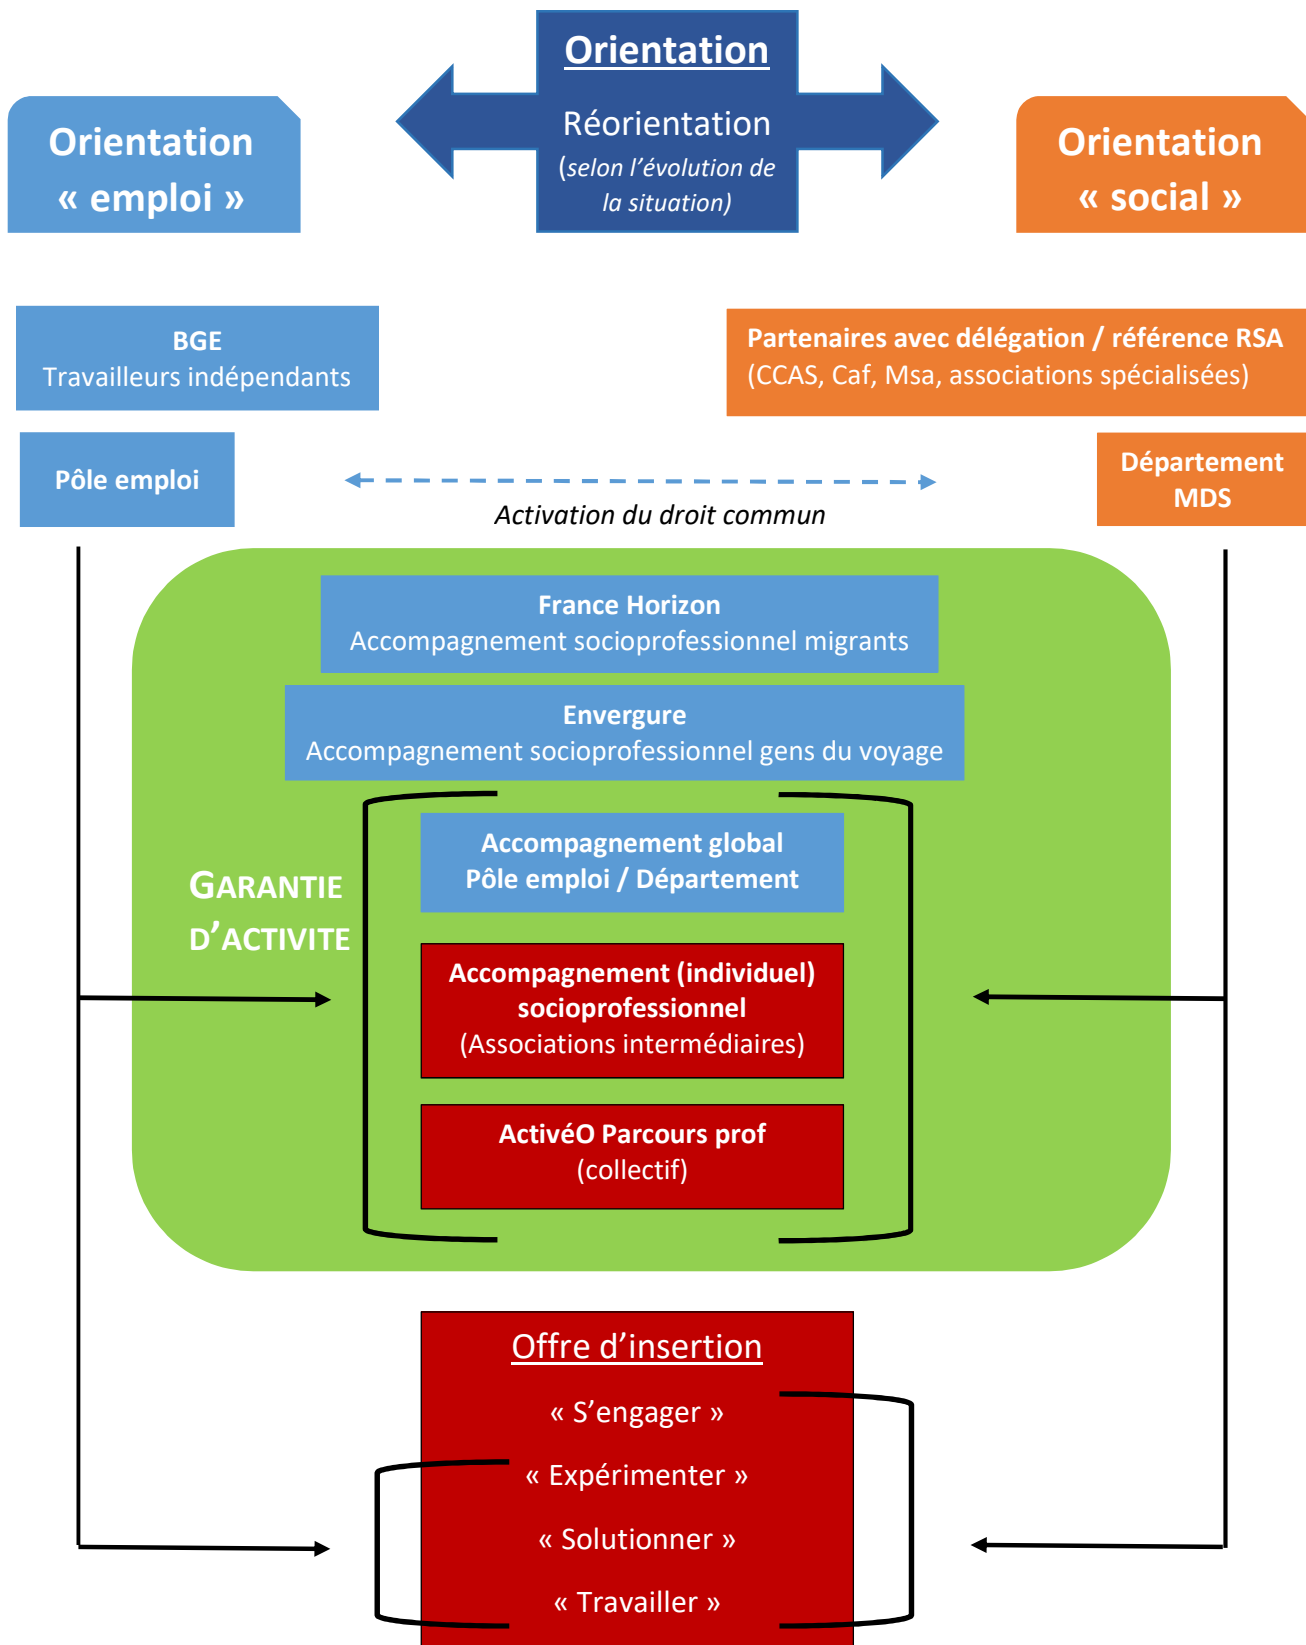 Orientation
Réorientation
(selon l’évolution de
la situation)
Orientation
« emploi »
Orientation
« social »
BGE
Travailleurs indépendants
Partenaires avec délégation / référence RSA
(CCAS, Caf, Msa, associations spécialisées)
Pôle emploi
Activation du droit commun
Département
MDS
France Horizon
Accompagnement socioprofessionnel migrants
Envergure
Accompagnement socioprofessionnel gens du voyage
GARANTIE
D’ACTIVITE
Accompagnement global
Pôle emploi / Département
Accompagnement (individuel)
socioprofessionnel
(Associations intermédiaires)
ActivéO Parcours prof
(collectif)
Offre d’insertion
« S’engager »
« Expérimenter »
« Solutionner »
« Travailler »